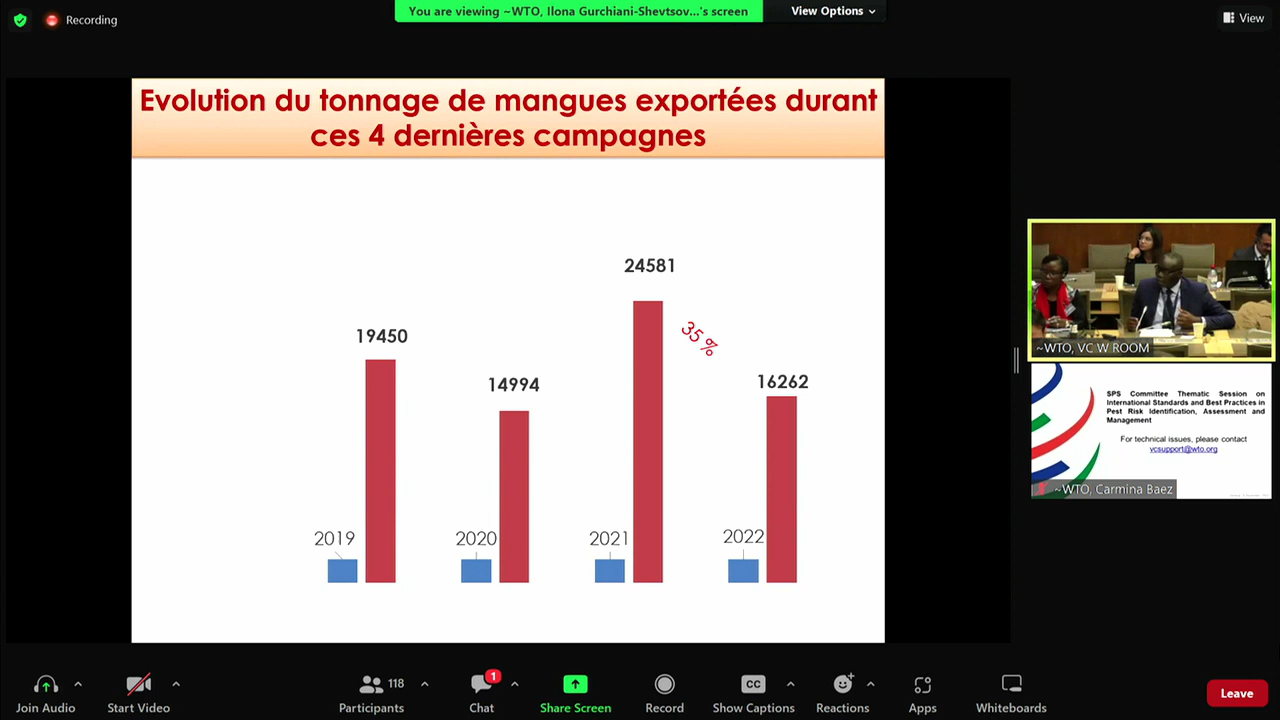 Recording
You are viewing ~WTO, Ilona Gurchiani-Shevtsov...'s screen
View Options
View
Evolution du tonnage de mangues exportées durant
ces 4 dernières campagnes
24581
35 %
19450
14994
16262
2019
2020
2021
2022
~WTO, VC W ROOM
SPS Committee Thematic Session on
International Standards and Best Practices in
Pest Risk Identification, Assessment and
Management
For technical issues, please contact
vcsupport@wto.org
~WTO, Carmina Baez
Join Audio
Start Video
Participants
118
Chat
1
Share Screen
Record
CC
Show Captions
Reactions
Apps
Whiteboards
Leave